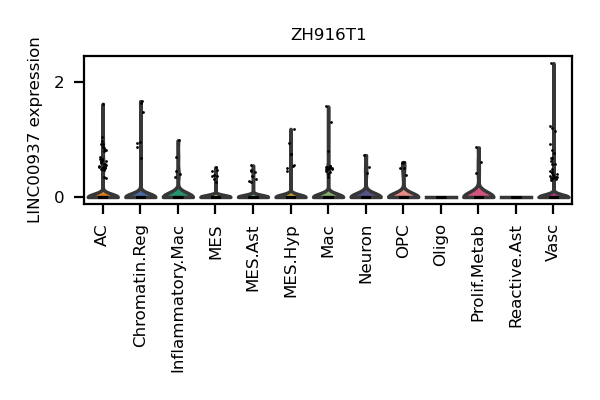 ZH916T1
LINC00937 expression
2
0
AC
Chromatin.Reg
Inflammatory.Mac
MES
MES.Ast
MES.Hyp
Mac
Neuron
OPC
Oligo
Prolif.Metab
Reactive.Ast
Vasc